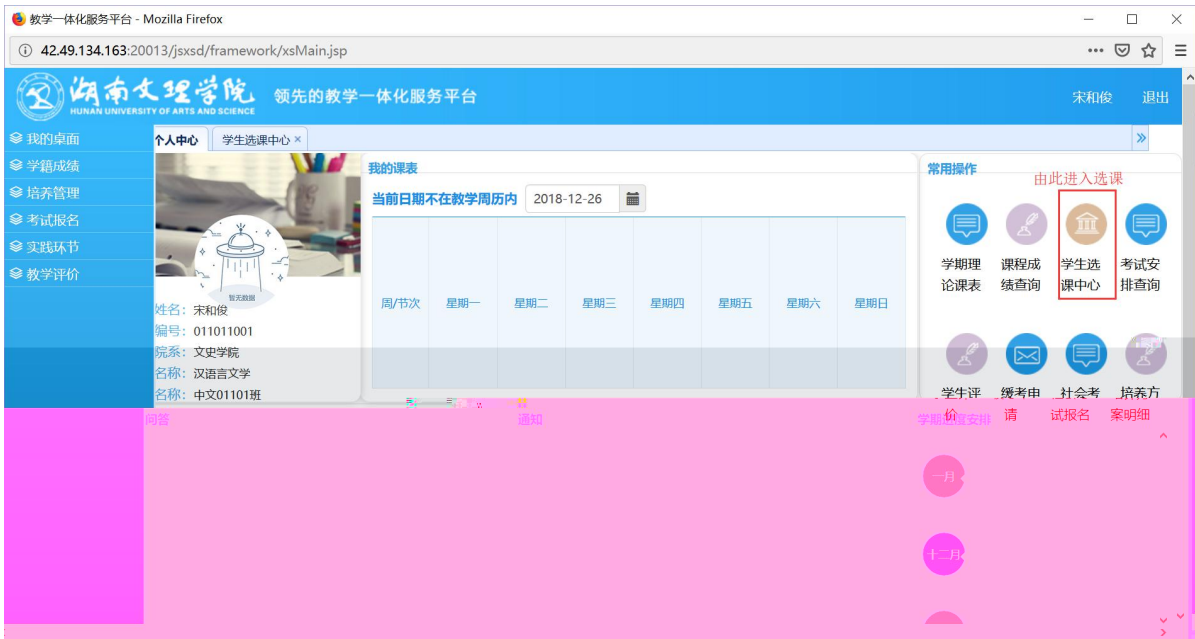 教学一体化服务平台 - Mozilla Firefox
42.49.134.163:20013/jsxsd/framework/xsMain.jsp
湖南文理学院
HUNAN UNIVERSITY OF ARTS AND SCIENCE
领先的教学一体化服务平台
宋和俊 退出
我的桌面
学籍成绩
培养管理
考试报名
实践环节
教学评价
个人中心 学生选课中心
暂无数据
姓名：宋和俊
编号：011011001
院系：文史学院
名称：汉语言文学
名称：中文01101班
我的课表
当前日期不在教学周历内 2018-12-26
周/节次 星期一 星期二 星期三 星期四 星期五 星期六 星期日
常用操作
由此进入选课
学期理论课表
课程成绩查询
学生选课中心
考试安排查询
学生评价
缓考申请
社会考试报名
培养方案明细
问答
通知
学期进度安排
一月
十二月